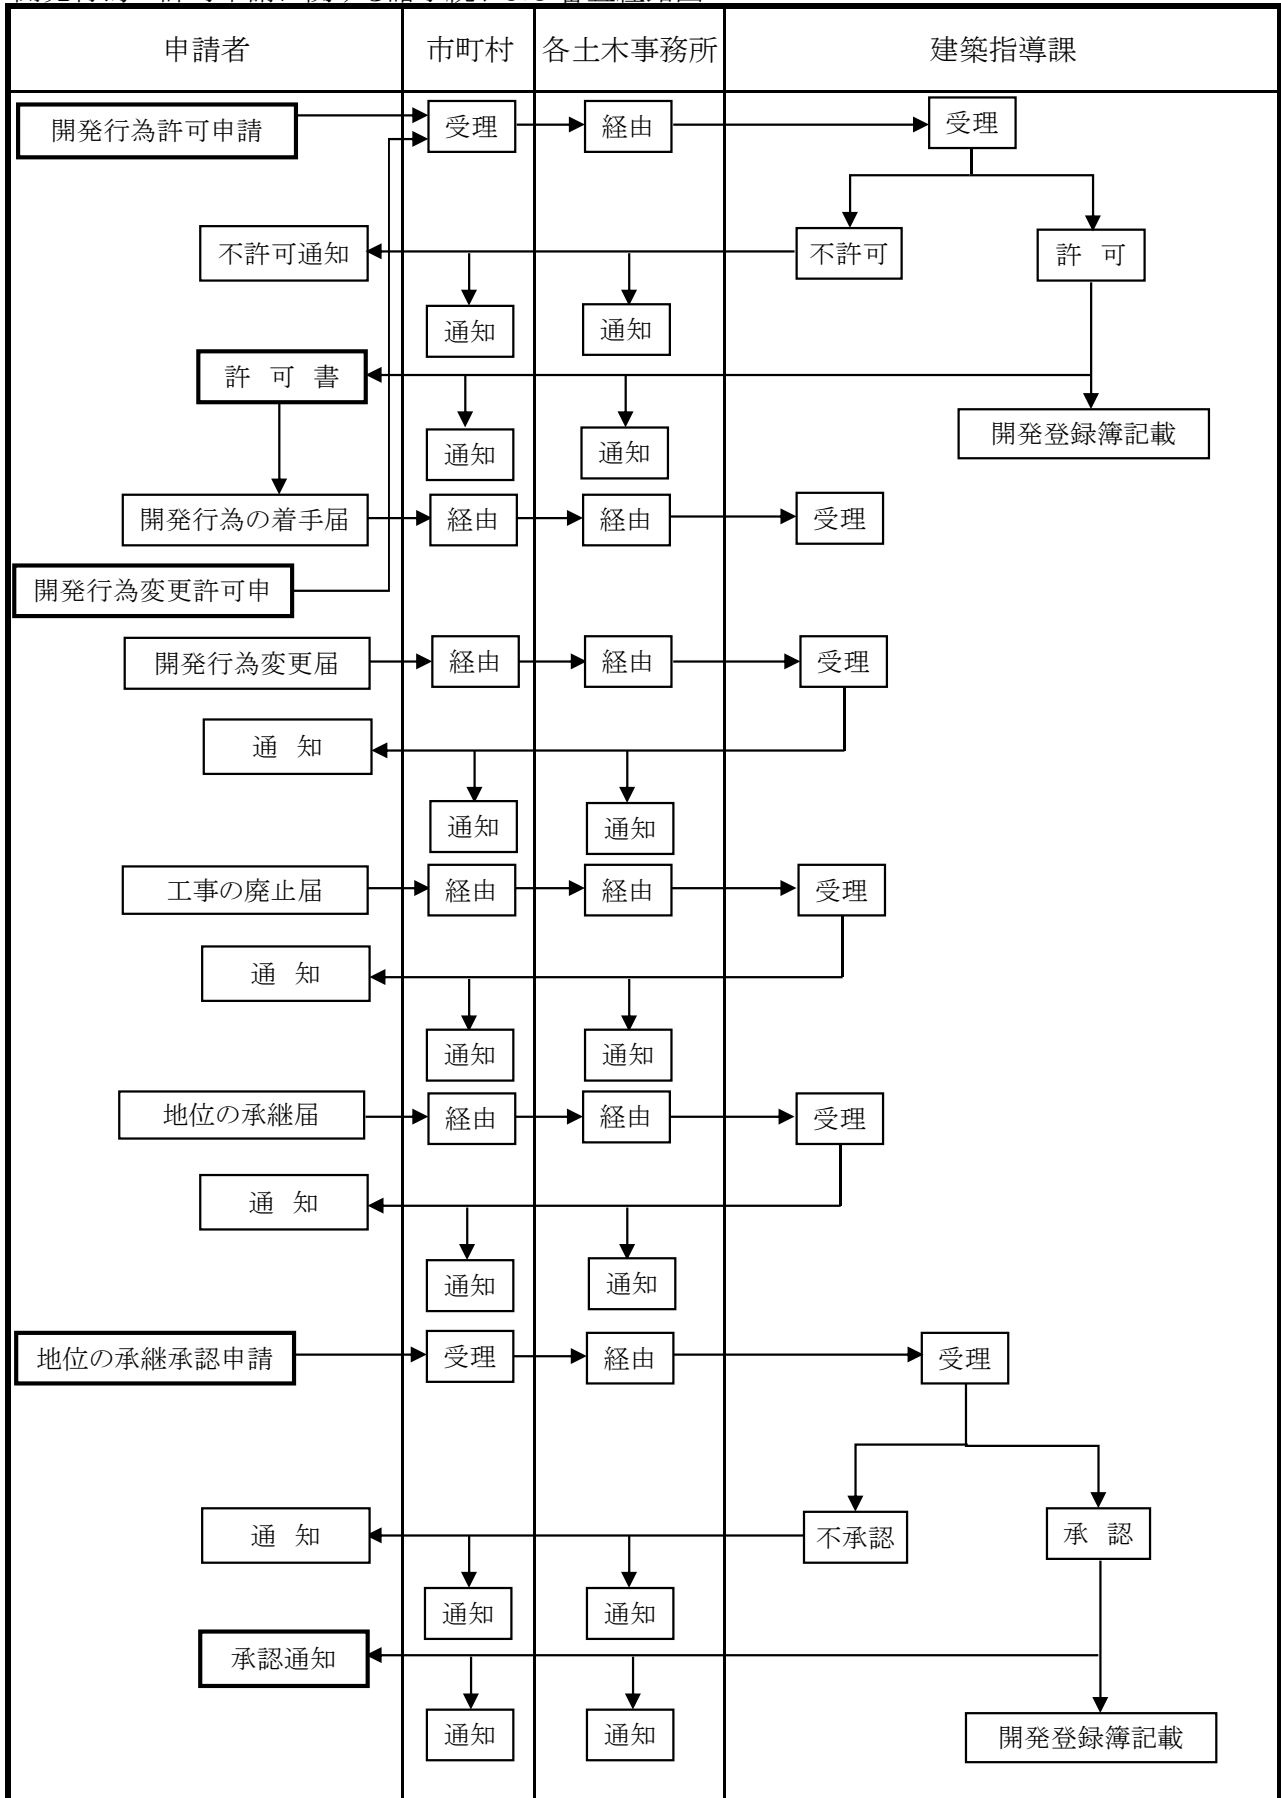 申請者 市町村 各土木事務所 建築指導課
開発行為許可申請 受理 経由 受理
不許可通知 不許可 許 可
通知 通知
許 可 書
通知 通知 開発登録簿記載
開発行為の着手届 経由 経由 受理
開発行為変更許可申
開発行為変更届 経由 経由 受理
通 知
通知 通知
工事の廃止届 経由 経由 受理
通 知
通知 通知
地位の承継届 経由 経由 受理
通 知
通知 通知
地位の承継承認申請 受理 経由 受理
通 知 不承認 承 認
通知 通知
承認通知
通知 通知 開発登録簿記載